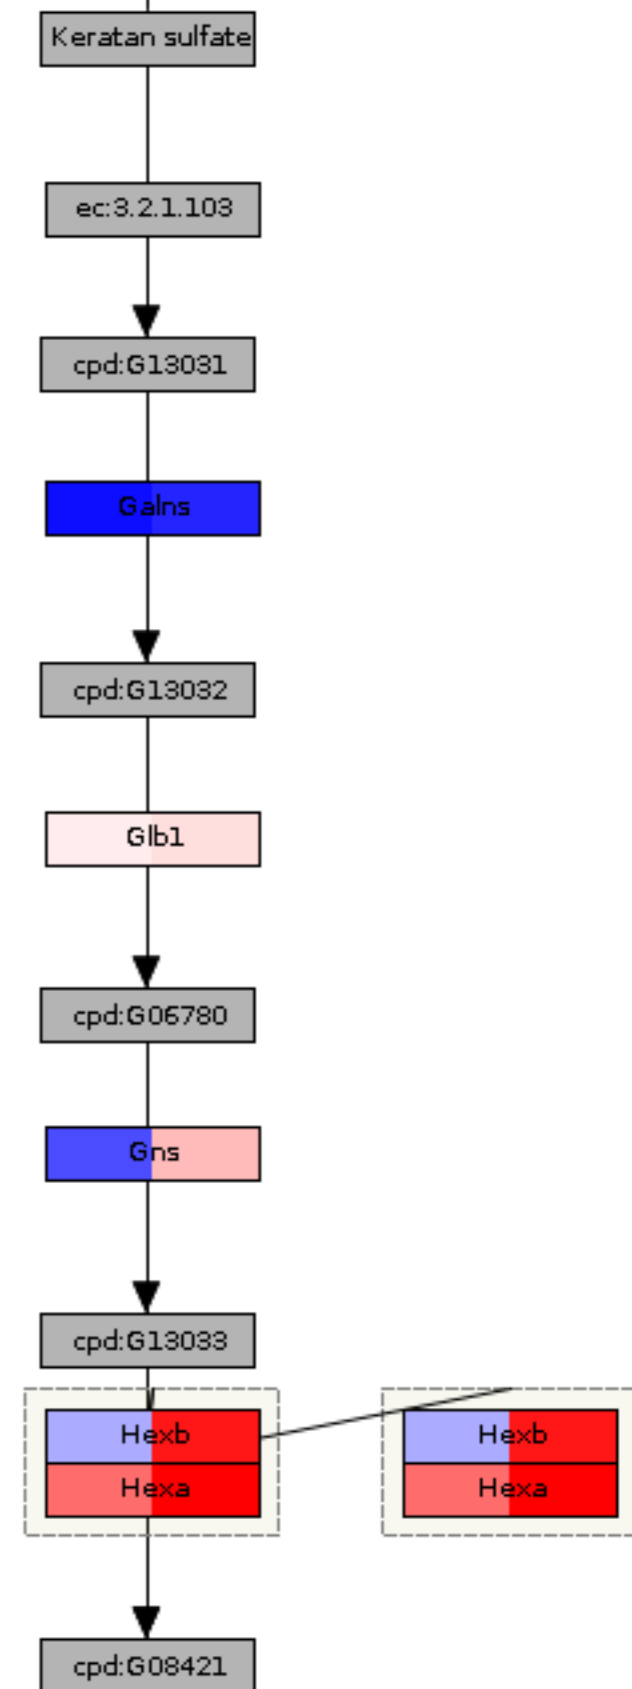 Keratan sulfate
ec:3.2.1.103
cpd:G13031
Galns
cpd:G13032
Glb1
cpd:G06780
Gns
cpd:G13033
Hexb
Hexa
Hexb
Hexa
cpd:G08421